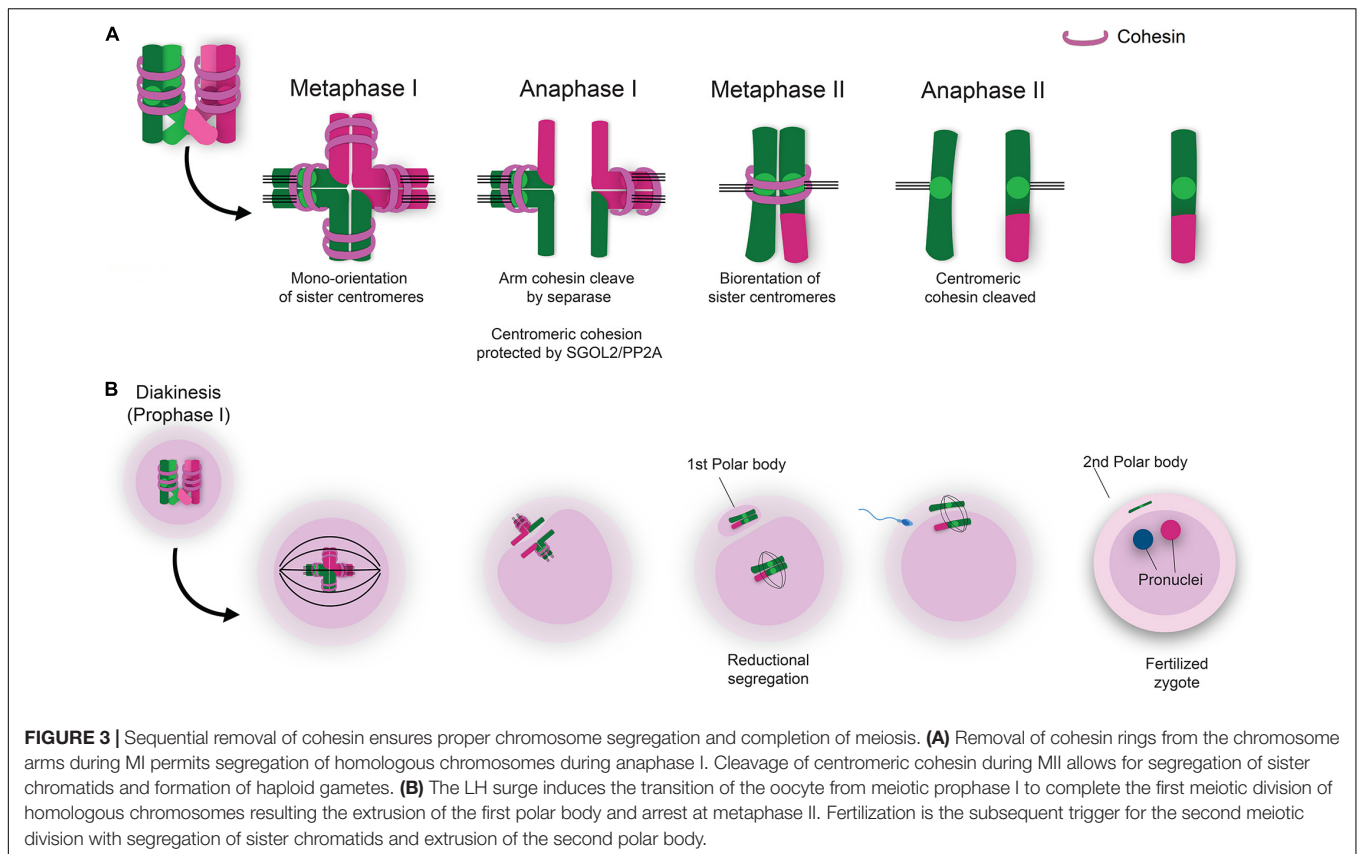 A
Cohesin
Metaphase I
Anaphase I
Metaphase II
Anaphase II
Mono-orientation
of sister centromeres
Arm cohesin cleave
by separase
Centromeric cohesion
protected by SGOL2/PP2A
Biorentation of
sister centromeres
Centromeric
cohesin cleaved
B
Diakinesis
(Prophase I)
1st Polar body
2nd Polar body
Pronuclei
Reductional
segregation
Fertilized
zygote
FIGURE 3 | Sequential removal of cohesin ensures proper chromosome segregation and completion of meiosis. (A) Removal of cohesin rings from the chromosome
arms during MI permits segregation of homologous chromosomes during anaphase I. Cleavage of centromeric cohesin during MII allows for segregation of sister
chromatids and formation of haploid gametes. (B) The LH surge induces the transition of the oocyte from meiotic prophase I to complete the first meiotic division of
homologous chromosomes resulting the extrusion of the first polar body and arrest at metaphase II. Fertilization is the subsequent trigger for the second meiotic
division with segregation of sister chromatids and extrusion of the second polar body.